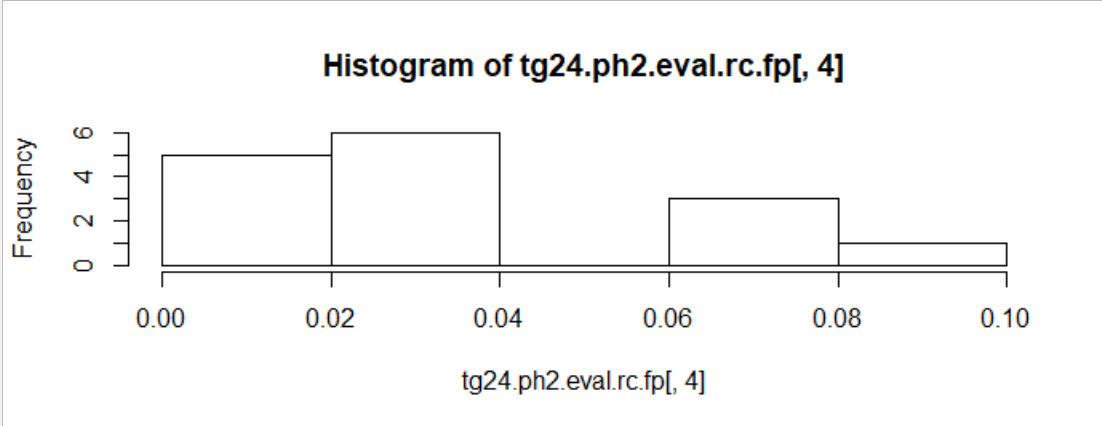 Histogram of tg24.ph2.eval.rc.fp[, 4]
Frequency
6
4
2
0
0.00 0.02 0.04 0.06 0.08 0.10
tg24.ph2.eval.rc.fp[, 4]